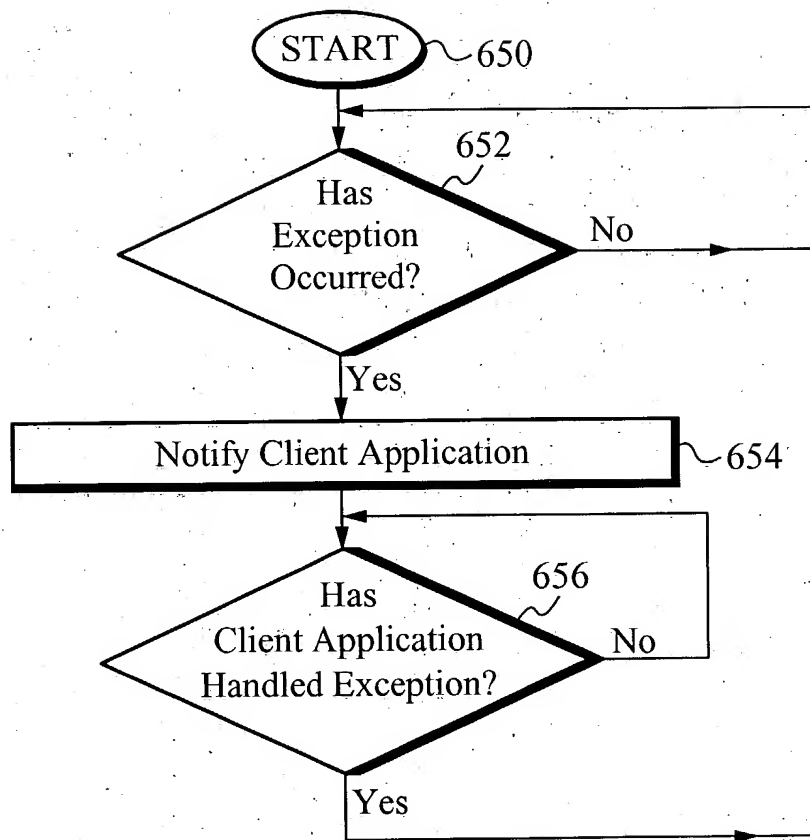 START
650
652
Has
Exception
Occurred?
No
Yes
Notify Client Application
654
656
Has
Client Application
Handled Exception?
No
Yes